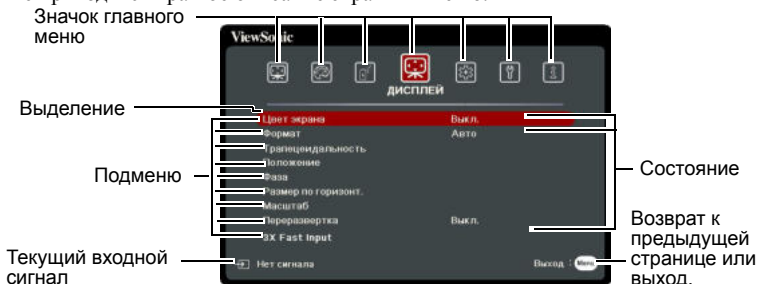 Значок главного
меню
ViewSonic
ДИСПЛЕЙ
Выделение
Цвет экрана Выкл.
Формат Авто
Трапецеидальность
Положение
Фаза
Размер по горизонт.
Масштаб
Переразвертка Выкл.
3X Fast Input
Подменю
Состояние
Текущий входной
сигнал
Нет сигнала
Выход : Menu
Возврат к
предыдущей
странице или
выход.